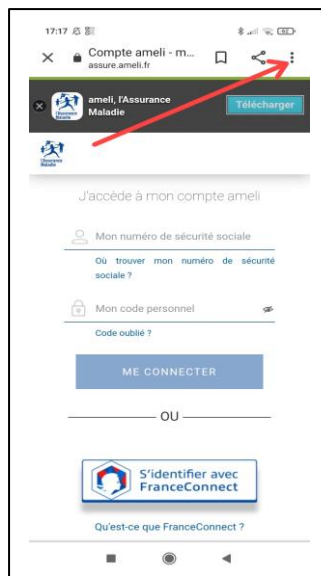 17:17
Compte ameli - m...
assure.ameli.fr
ameli, l'Assurance
Maladie
Télécharger
l'Assurance
Maladie
J'accède à mon compte ameli
Mon numéro de sécurité sociale
Où trouver mon numéro de sécurité
sociale ?
Mon code personnel
Code oublié ?
ME CONNECTER
OU
S'identifier avec
FranceConnect
Qu'est-ce que FranceConnect ?